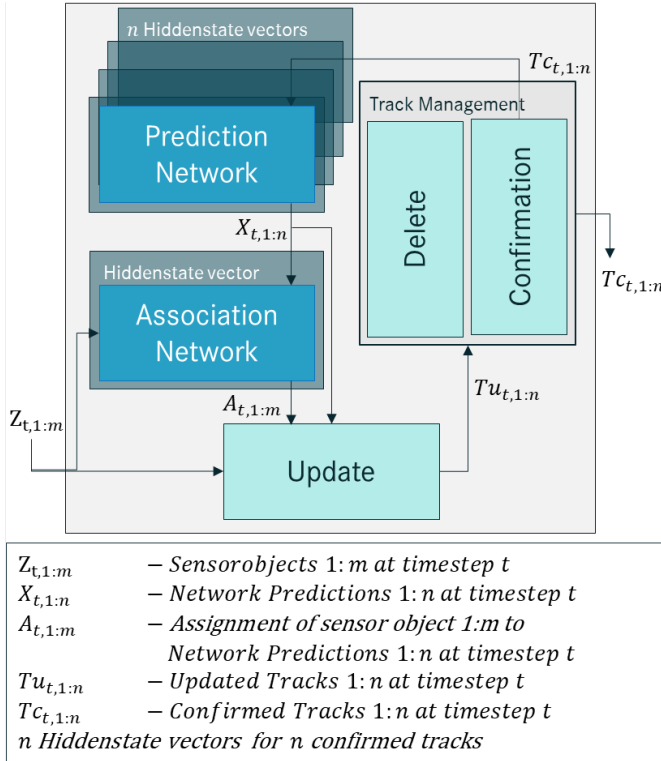 n Hiddenstate vectors
Tc_{t,1:n}
Track Management
Prediction
Network
Delete
Confirmation
X_{t,1:n}
Hiddenstate vector
Tc_{t,1:n}
Association
Network
A_{t,1:m}
Tu_{t,1:n}
Z_{t,1:m}
Update
Z_{t,1:m} – Sensorobjects 1: m at timestep t
X_{t,1:n} – Network Predictions 1: n at timestep t
A_{t,1:m} – Assignment of sensor object 1:m to
Network Predictions 1: n at timestep t
Tu_{t,1:n} – Updated Tracks 1: n at timestep t
Tc_{t,1:n} – Confirmed Tracks 1: n at timestep t
n Hiddenstate vectors for n confirmed tracks